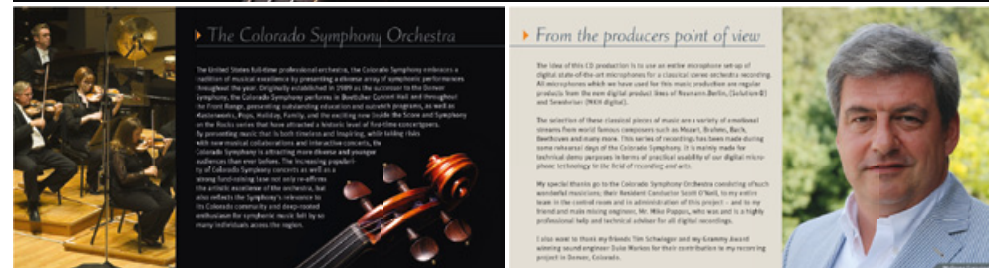 The Colorado Symphony Orchestra
The United States full-time professional orchestra, the Colorado Symphony embraces a
tradition of musical excellence by presenting a diverse array of symphonic performances
throughout the year. Originally established in 1989 as the successor to the Denver
Symphony, the Colorado Symphony performs in Boettcher Concert Hall and throughout
the Front Range, presenting outstanding education and outreach programs, as well as
Masterworks, Pops, Holiday, Family, and the exciting new Inside the Score and Symphony
on the Rocks series that have attracted a historic level of first-time concertgoers.
By presenting music that is both timeless and inspiring, while taking risks
with new musical collaborations and interactive concerts, the
Colorado Symphony is attracting more diverse and younger
audiences than ever before. The increasing populari-
ty of Colorado Symphony concerts as well as a
strong fund-raising base not only re-affirms
the artistic excellence of the orchestra, but
also reflects the Symphony's relevance to
its Colorado community and deep-rooted
enthusiasm for symphonic music felt by so
many individuals across the region.
From the producers point of view
The idea of this CD production is to use an entire microphone set-up of
digital state-of-the-art microphones for a classical stereo orchestra recording.
All microphones which we have used for this music production are regular
products from the new digital product lines of Neumann.Berlin, (Solution-D)
and Sennheiser (MKH digital).
The selection of these classical pieces of music are a variety of emotional
streams from world famous composers such as Mozart, Brahms, Bach,
Beethoven and many more. This series of recordings has been made during
some rehearsal days of the Colorado Symphony. It is mainly made for
technical demo purposes in terms of practical usability of our digital micro-
phone technology in the field of recording and arts.
My special thanks go to the Colorado Symphony Orchestra consisting of such
wonderful musicians; their Resident Conductor Scott O'Neil, to my entire
team in the control room and in administration of this project – and to my
friend and main mixing engineer, Mr. Mike Pappas, who was and is a highly
professional help and technical advisor for all digital recordings.
I also want to thank my friends Tim Schwieger and my Grammy Award
winning sound engineer Duke Markos for their contribution to my recording
project in Denver, Colorado.